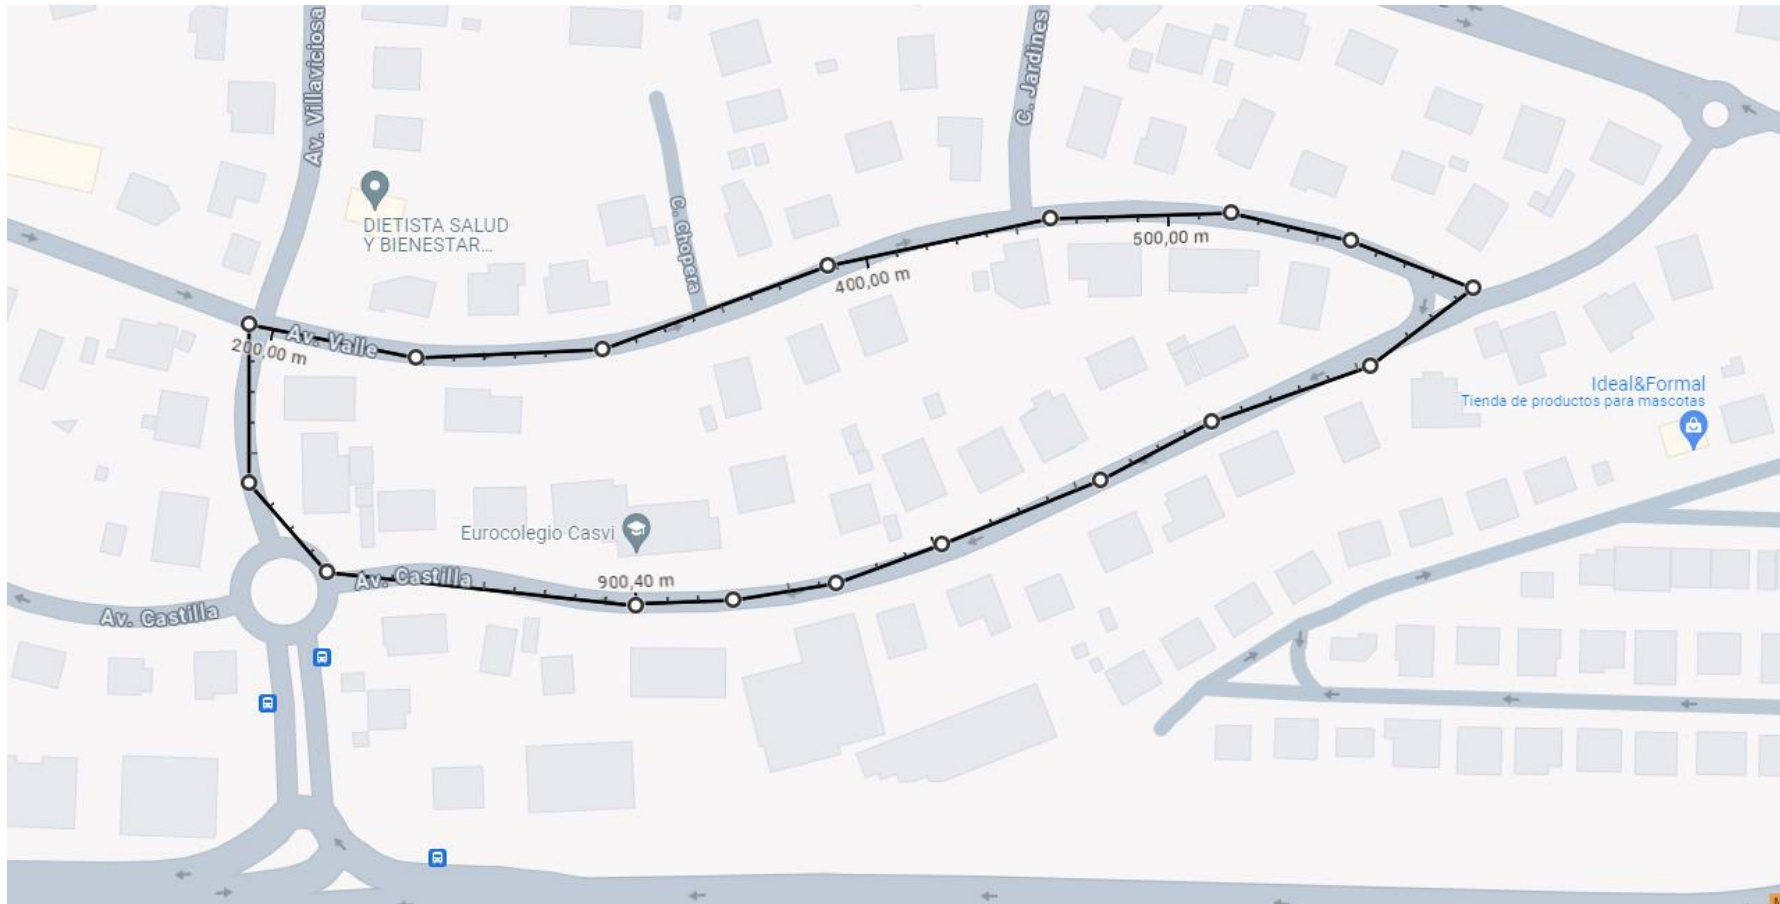 Av. Villaviciosa
C. Jardines
DIETISTA SALUD
Y BIENESTAR...
C. Chopera
500,00 m
400,00 m
Av. Valle
200,00 m
Ideal&Formal
Tienda de productos para mascotas
Eurocolegio Casvi
Av. Castilla
900,40 m
Av. Castilla